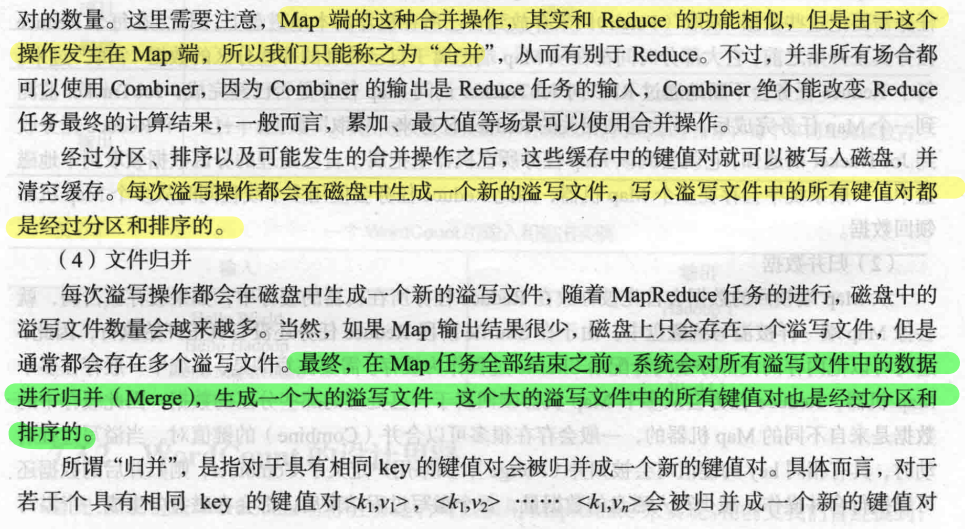 对的数量。这里需要注意，Map 端的这种合并操作，其实和 Reduce 的功能相似，但是由于这个
操作发生在 Map 端，所以我们只能称之为“合并”，从而有别于 Reduce。不过，并非所有场合都
可以使用 Combiner，因为 Combiner 的输出是 Reduce 任务的输入，Combiner 绝不能改变 Reduce
任务最终的计算结果，一般而言，累加、最大值等场景可以使用合并操作。
经过分区、排序以及可能发生的合并操作之后，这些缓存中的键值对就可以被写入磁盘，并
清空缓存。每次溢写操作都会在磁盘中生成一个新的溢写文件，写入溢写文件中的所有键值对都
是经过分区和排序的。
（4）文件归并
每次溢写操作都会在磁盘中生成一个新的溢写文件，随着 MapReduce 任务的进行，磁盘中的
溢写文件数量会越来越多。当然，如果 Map 输出结果很少，磁盘上只会存在一个溢写文件，但是
通常都会存在多个溢写文件。最终，在 Map 任务全部结束之前，系统会对所有溢写文件中的数据
进行归并（Merge），生成一个大的溢写文件，这个大的溢写文件中的所有键值对也是经过分区和
排序的。
所谓“归并”是指对于具有相同 key 的键值对会被归并成一个新的键值对。具体而言，对于
若干个具有相同 key 的键值对<k₁,v₁>，<k₁,v₂> ……<k₁,vₙ>会被归并成一个新的键值对